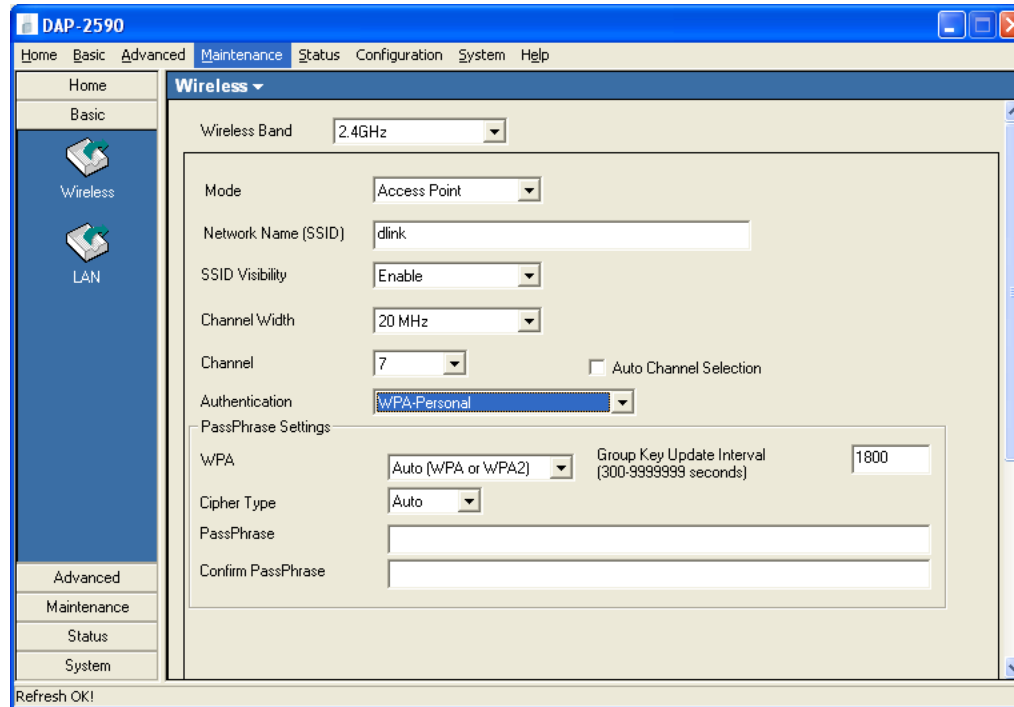 DAP-2590
Home Basic Advanced Maintenance Status Configuration System Help
Home
Basic
Wireless
LAN
Advanced
Maintenance
Status
System
Wireless
Wireless Band 2.4GHz
Mode Access Point
Network Name (SSID) dlink
SSID Visibility Enable
Channel Width 20 MHz
Channel 7 Auto Channel Selection
Authentication WPA-Personal
PassPhrase Settings
WPA Auto (WPA or WPA2) Group Key Update Interval 1800
(300-9999999 seconds)
Cipher Type Auto
PassPhrase
Confirm PassPhrase
Refresh OK!